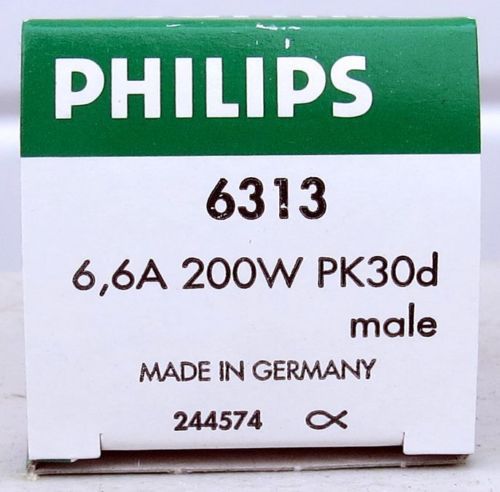 PHILIPS
6313
6,6A 200W PK30d
male
MADE IN GERMANY
244574